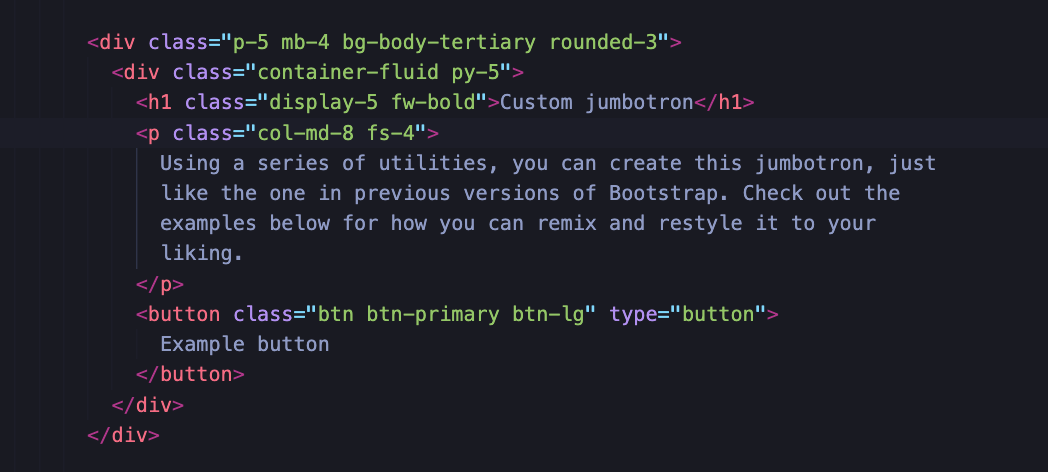 <div class="p-5 mb-4 bg-body-tertiary rounded-3">
<div class="container-fluid py-5">
<h1 class="display-5 fw-bold">Custom jumbotron</h1>
<p class="col-md-8 fs-4">
Using a series of utilities, you can create this jumbotron, just
like the one in previous versions of Bootstrap. Check out the
examples below for how you can remix and restyle it to your
liking.
</p>
<button class="btn btn-primary btn-lg" type="button">
Example button
</button>
</div>
</div>